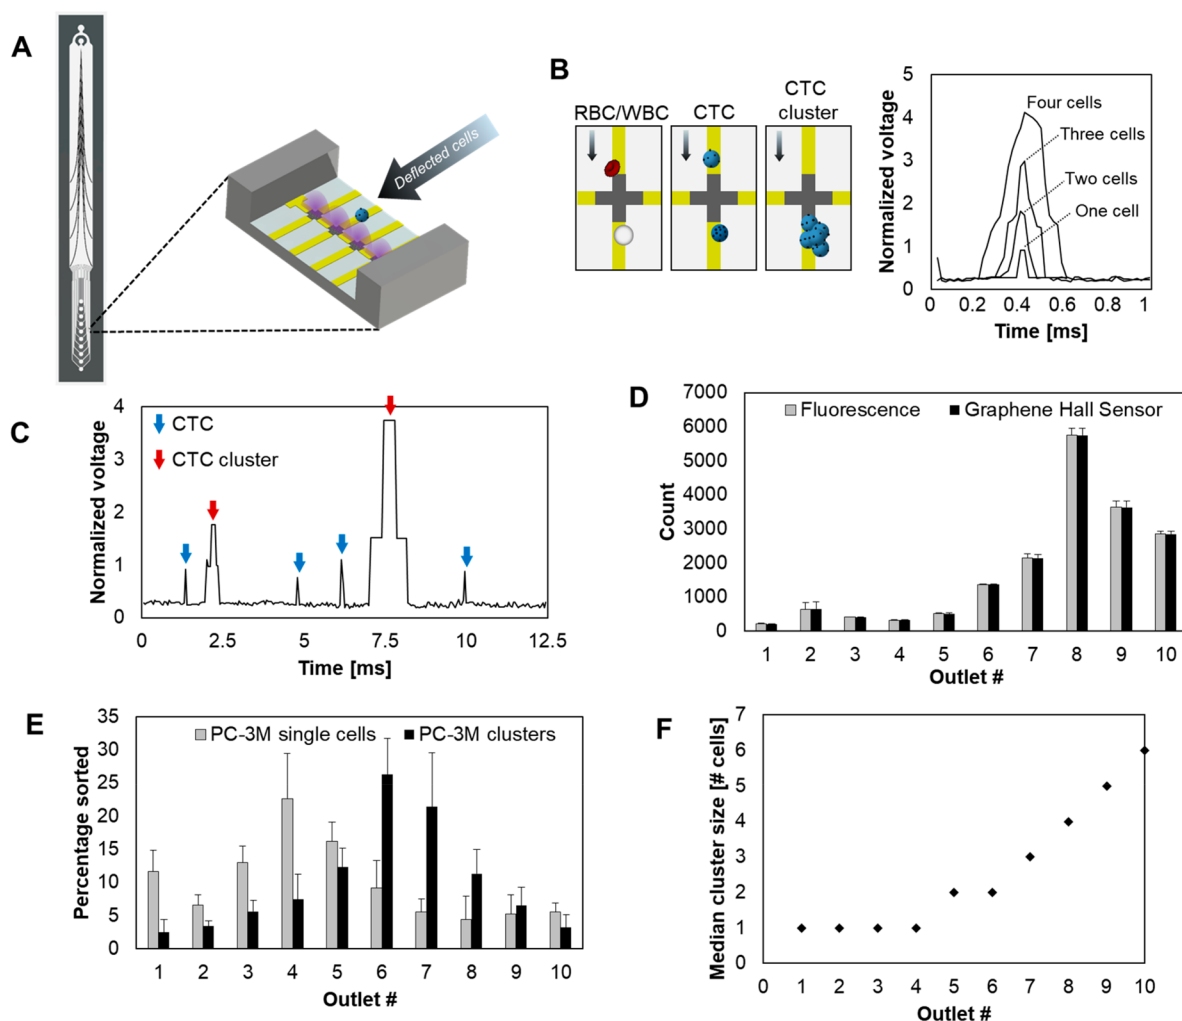 A
Deflected cells
B
RBC/WBC
CTC
CTC
cluster
Normalized voltage
5
4
3
2
1
0
Four cells
Three cells
Two cells
One cell
0 0.2 0.4 0.6 0.8 1
Time [ms]
C
Normalized voltage
4
3
2
1
0
CTC
CTC cluster
0 2.5 5 7.5 10 12.5
Time [ms]
D
Count
7000
6000
5000
4000
3000
2000
1000
0
Fluorescence Graphene Hall Sensor
1 2 3 4 5 6 7 8 9 10
Outlet #
E
Percentage sorted
35
30
25
20
15
10
5
0
PC-3M single cells PC-3M clusters
1 2 3 4 5 6 7 8 9 10
Outlet #
F
Median cluster size [# cells]
7
6
5
4
3
2
1
0
0 1 2 3 4 5 6 7 8 9 10
Outlet #